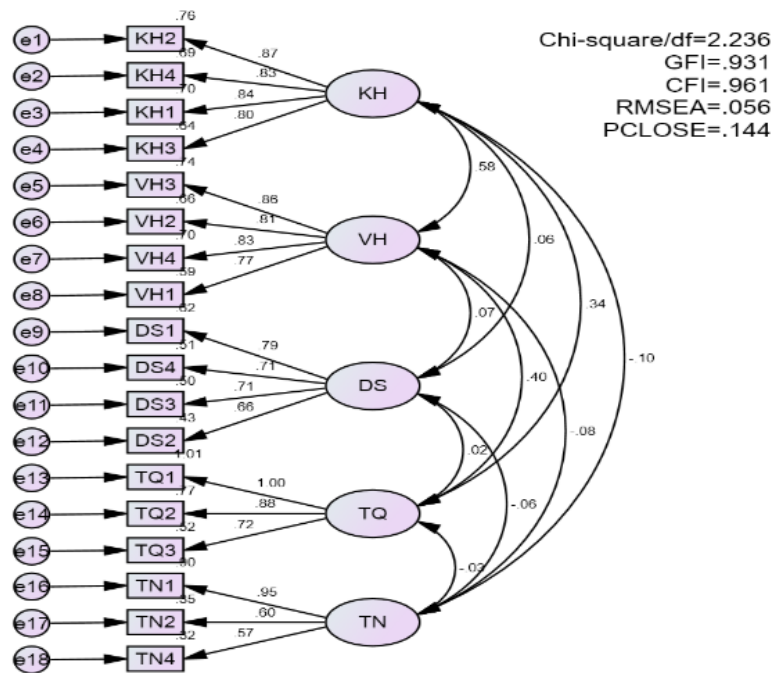 Chi-square/df=2.236
GFI=.931
CFI=.961
RMSEA=.056
PCLOSE=.144
.76
e1 KH2 .87
.69
e2 KH4 .83
.70
e3 KH1 .84
.64
e4 KH3 .80
KH
.74
e5 VH3 .86
.66
e6 VH2 .81
.70
e7 VH4 .83
.59
e8 VH1 .77
VH
.62
e9 DS1 .79
.51
e10 DS4 .71
.50
e11 DS3 .71
.43
e12 DS2 .66
DS
1.01
e13 TQ1 1.00
.77
e14 TQ2 .88
.52
e15 TQ3 .72
TQ
.90
e16 TN1 .95
.35
e17 TN2 .60
.32
e18 TN4 .57
TN
.58
.06
.34
-.10
.07
.40
-.08
.02
-.06
-.03